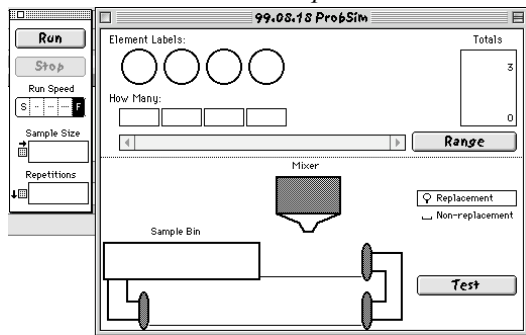 99.08.18 ProbSim
Run
Stop
Run Speed
S
F
Sample Size
Repetitions
Element Labels:
How Many:
Totals
3
0
Range
Mixer
Replacement
Non-replacement
Sample Bin
Test